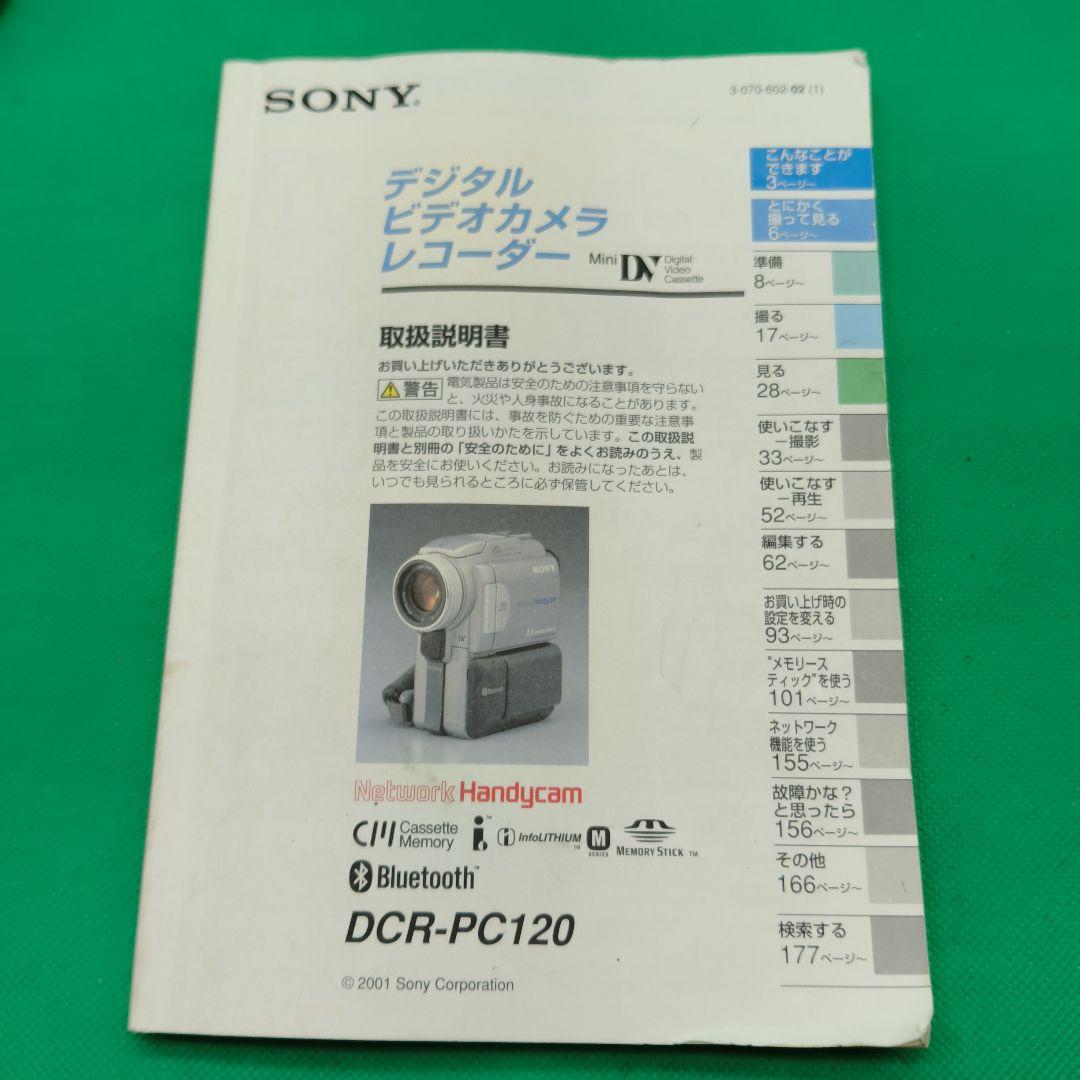 SONY®
3-070-602-02 (1)
デジタル
ビデオカメラ
レコーダー
Mini DV Digital
Video
Cassette
取扱説明書
お買い上げいただきありがとうございます。
警告 電気製品は安全のための注意事項を守らない
と、火災や人身事故になることがあります。
この取扱説明書には、事故を防ぐための重要な注意事
項と製品の取り扱いかたを示しています。この取扱説
明書と別冊の「安全のために」をよくお読みのうえ、製
品を安全にお使いください。お読みになったあとは、
いつでも見られるところに必ず保管してください。
SONY
Handycam
Bluetooth
Network Handycam
Cassette
Memory
i™
InfoLITHIUM™
M
SERIES
MEMORY STICK™
Bluetooth™
DCR-PC120
© 2001 Sony Corporation
こんなことが
できます
3ページ~
とにかく
撮って見る
6ページ~
準備
8ページ~
撮る
17ページ~
見る
28ページ~
使いこなす
－撮影
33ページ~
使いこなす
－再生
52ページ~
編集する
62ページ~
お買い上げ時の
設定を変える
93ページ~
"メモリース
ティック"を使う
101ページ~
ネットワーク
機能を使う
155ページ~
故障かな？
と思ったら
156ページ~
その他
166ページ~
検索する
177ページ~